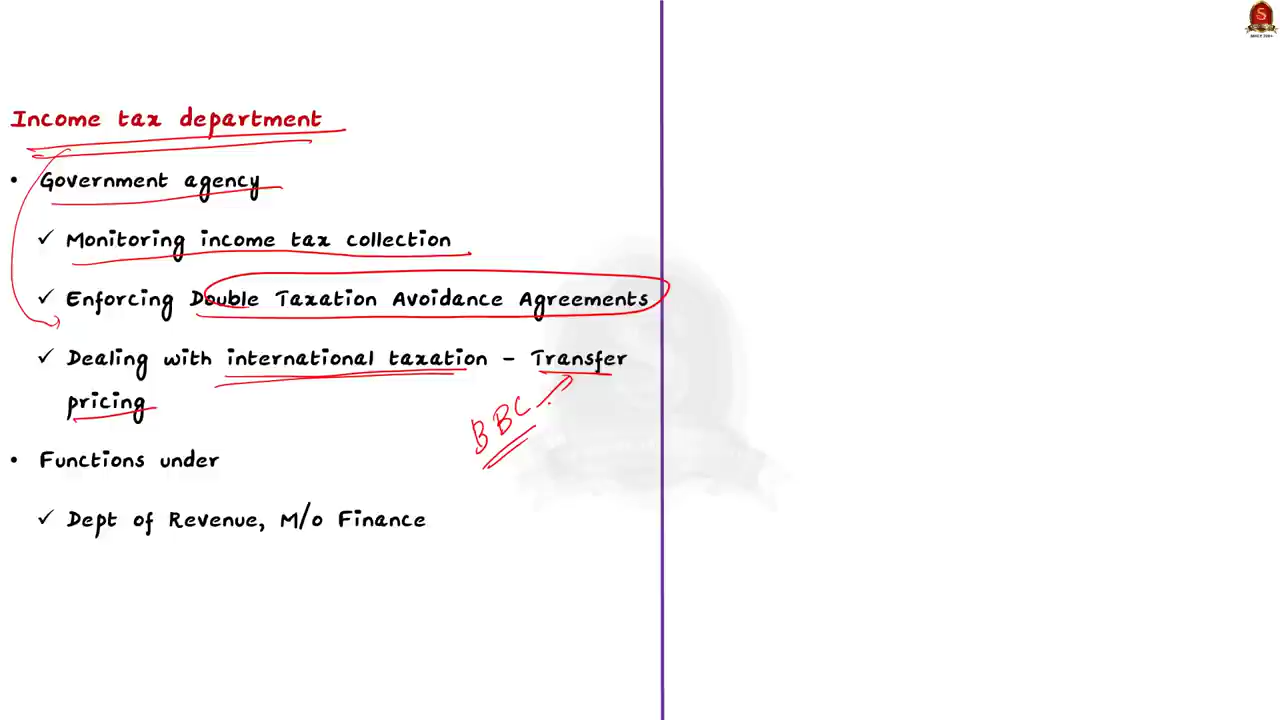 Income tax department
• Government agency
✓ Monitoring income tax collection
✓ Enforcing Double Taxation Avoidance Agreements
✓ Dealing with international taxation – Transfer
pricing
BBC
• Functions under
✓ Dept of Revenue, M/o Finance